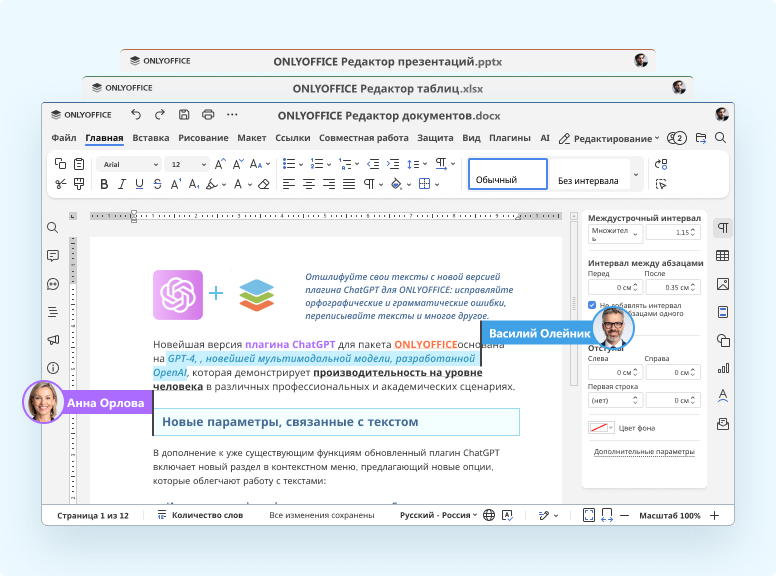 ONLYOFFICE
ONLYOFFICE Редактор презентаций.pptx
ONLYOFFICE
ONLYOFFICE Редактор таблиц.xlsx
ONLYOFFICE
ONLYOFFICE Редактор документов.docx
Файл Главная Вставка Рисование Макет Ссылки Совместная работа Защита Вид Плагины AI Редактирование 2
Arial 12
Обычный Без интервала
Междустрочный интервал
Множител
ь
1.15
Интервал между абзацами
Перед После
0 см 0.35 см
Не добавлять интервал
абзацами одного
Отступы
Слева Справа
0 см 0 см
Первая строка
(нет) 0 см
Цвет фона
Дополнительные параметры
Отшлифуйте свои тексты с новой версией
плагина ChatGPT для ONLYOFFICE: исправляйте
орфографические и грамматические ошибки,
переписывайте тексты и многое другое.
Василий Олейник
Новейшая версия плагина ChatGPT для пакета ONLYOFFICEоснована
на GPT-4, , новейшей мультимодальной модели, разработанной
OpenAI, которая демонстрирует производительность на уровне
человека в различных профессиональных и академических сценариях.
Анна Орлова
Новые параметры, связанные с текстом
В дополнение к уже существующим функциям обновленный плагин ChatGPT
включает новый раздел в контекстном меню, предлагающий новые опции,
которые облегчают работу с текстами:
Страница 1 из 12 Количество слов Все изменения сохранены Русский - Россия Масштаб 100%